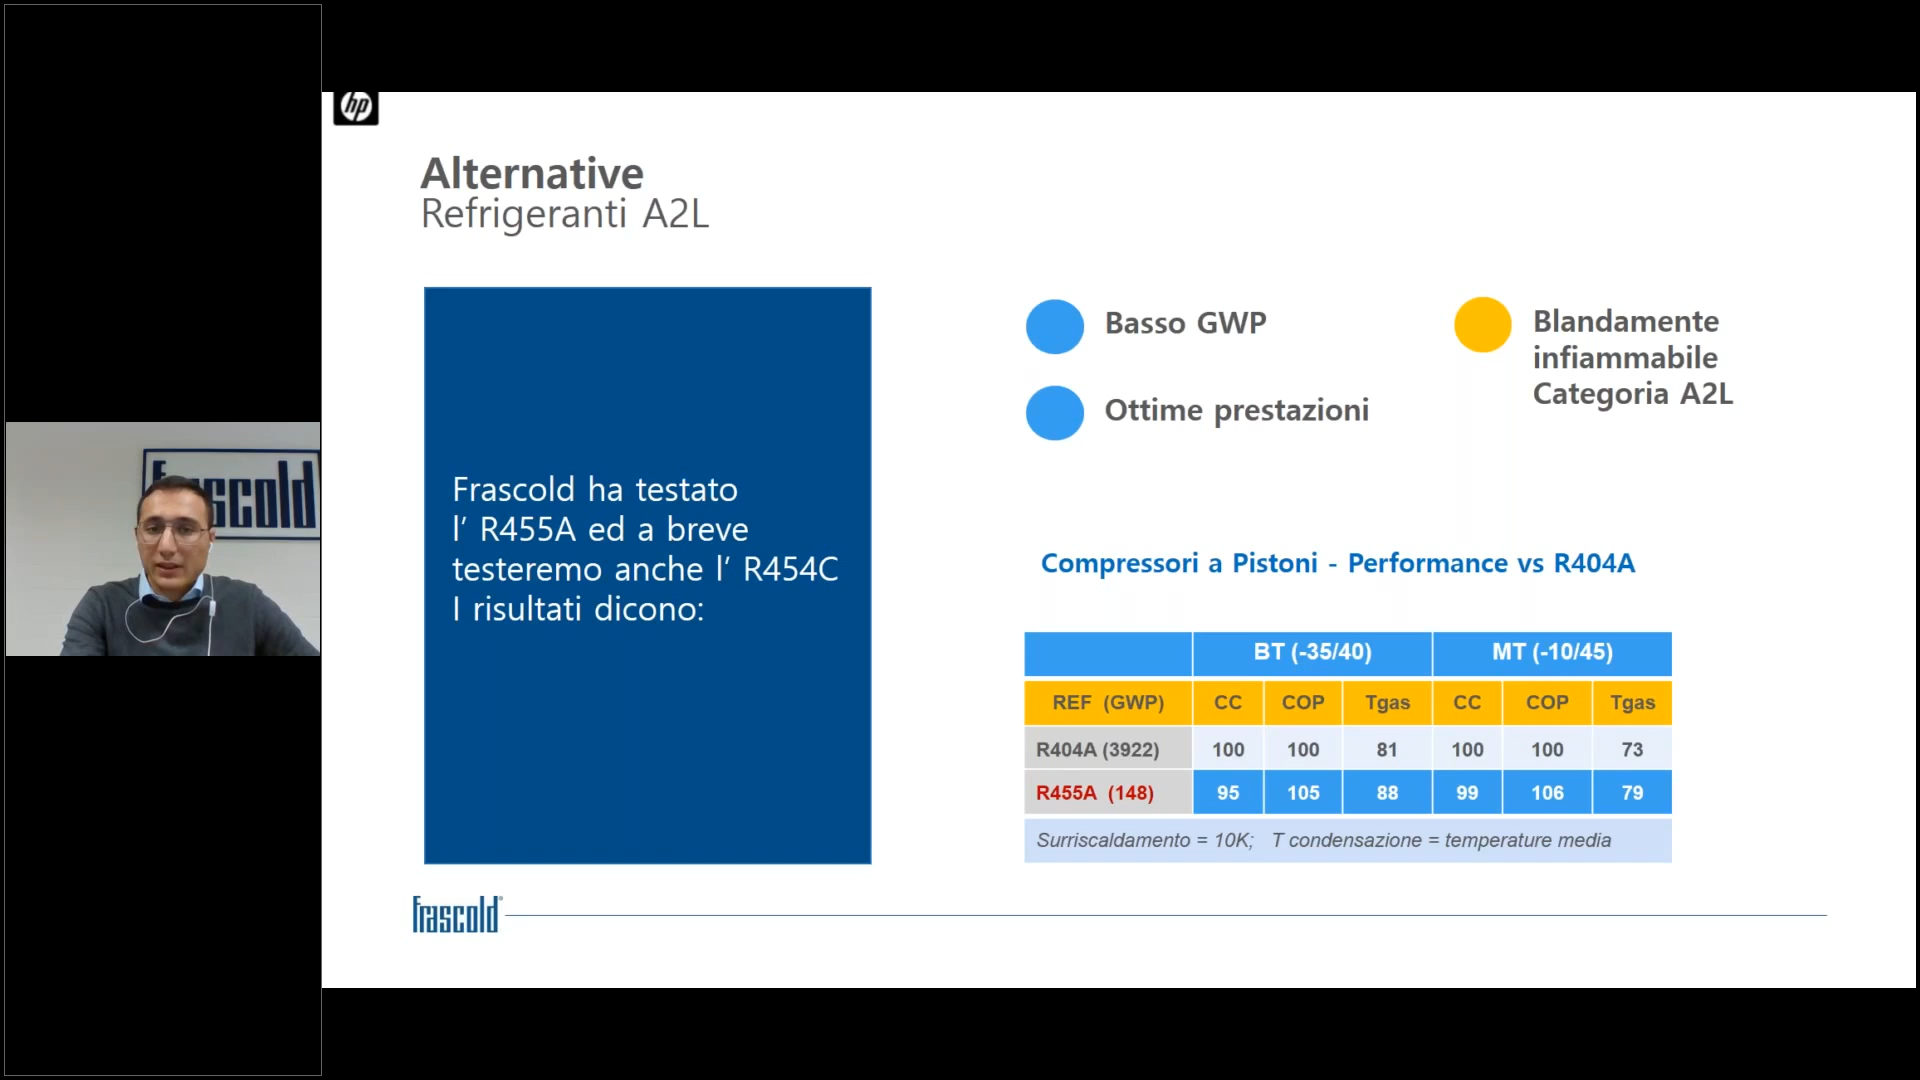 hp
Alternative
Refrigeranti A2L
Frascold ha testato
l’ R455A ed a breve
testeremo anche l’ R454C
I risultati dicono:
Basso GWP
Ottime prestazioni
Blandamente
infiammabile
Categoria A2L
Compressori a Pistoni - Performance vs R404A
BT (-35/40) MT (-10/45)
REF (GWP) CC COP Tgas CC COP Tgas
R404A (3922) 100 100 81 100 100 73
R455A (148) 95 105 88 99 106 79
Surriscaldamento = 10K; T condensazione = temperature media
frascold
frascold